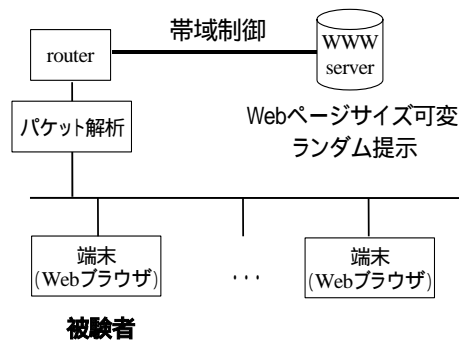 帯域制御
router
WWW
server
パケット解析
Webページサイズ可変
ランダム提示
端末
(Webブラウザ)
. . .
端末
(Webブラウザ)
被験者